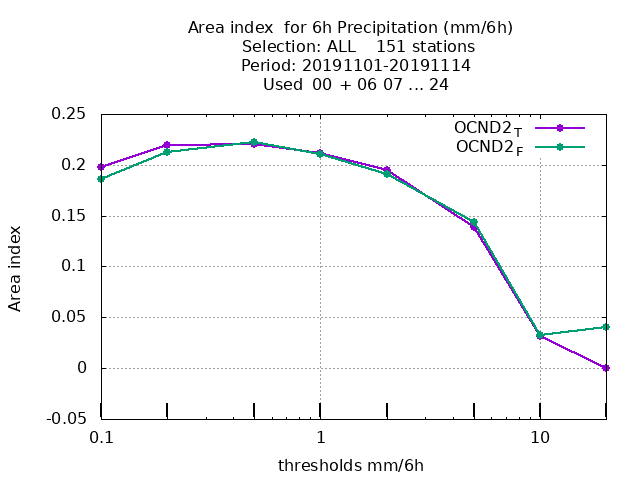 Area index  for 6h Precipitation (mm/6h)
Selection: ALL    151 stations
Period: 20191101-20191114
Used  00 + 06 07 ... 24
OCND2T
OCND2F
0.25
0.2
0.15
0.1
0.05
0
-0.05
Area index
0.1 1 10
thresholds mm/6h